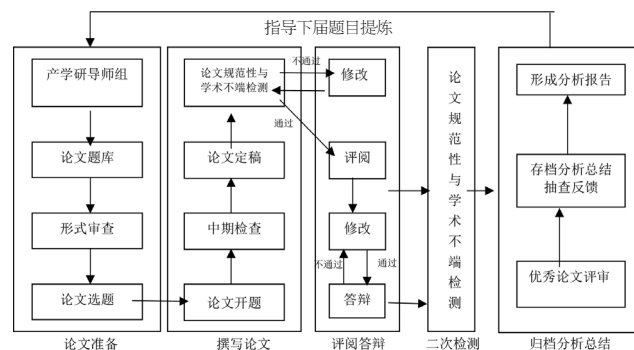 指导下届题目提炼
产学研导师组
论文题库
形式审查
论文选题
论文准备
论文规范性与
学术不端检测
论文定稿
中期检查
论文开题
撰写论文
不通过
通过
修改
评阅
修改
不通过
通过
答辩
评阅答辩
论文规范性与学术不端检测
二次检测
形成分析报告
存档分析总结
抽查反馈
优秀论文评审
归档分析总结